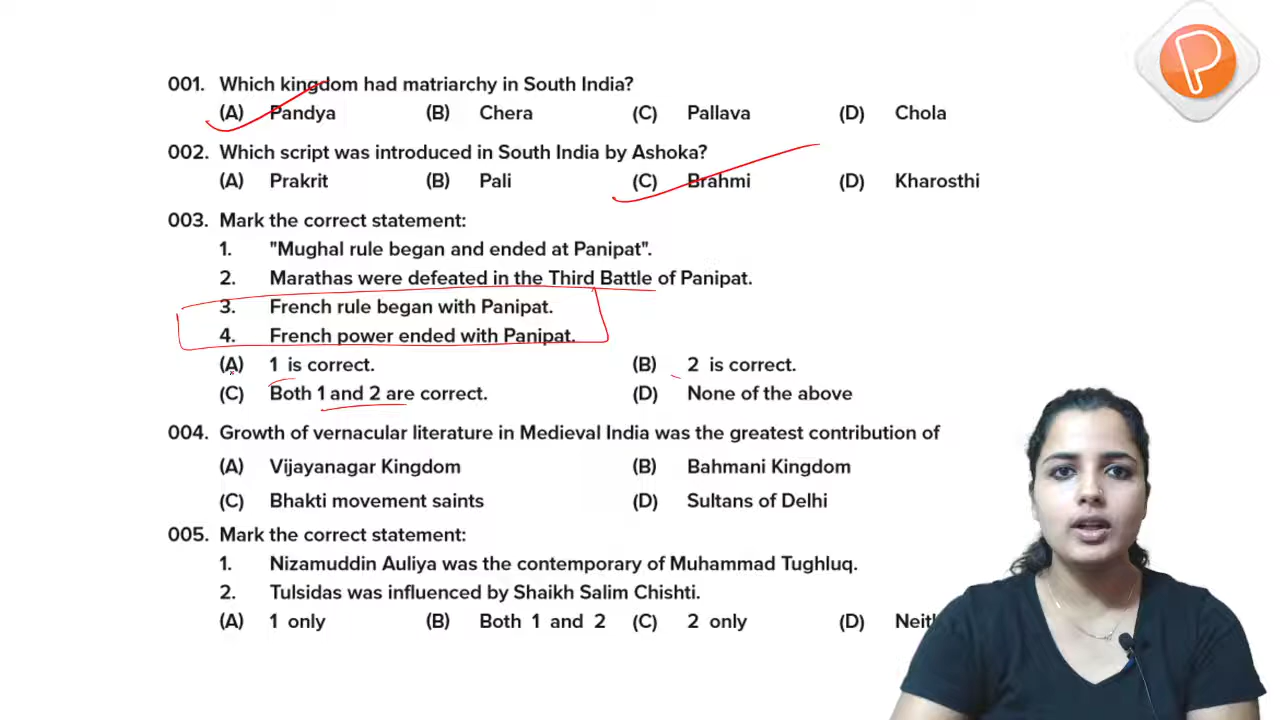 001. Which kingdom had matriarchy in South India?
(A) Pandya (B) Chera (C) Pallava (D) Chola
002. Which script was introduced in South India by Ashoka?
(A) Prakrit (B) Pali (C) Brahmi (D) Kharosthi
003. Mark the correct statement:
1. "Mughal rule began and ended at Panipat".
2. Marathas were defeated in the Third Battle of Panipat.
3. French rule began with Panipat.
4. French power ended with Panipat.
(A) 1 is correct. (B) 2 is correct.
(C) Both 1 and 2 are correct. (D) None of the above
004. Growth of vernacular literature in Medieval India was the greatest contribution of
(A) Vijayanagar Kingdom (B) Bahmani Kingdom
(C) Bhakti movement saints (D) Sultans of Delhi
005. Mark the correct statement:
1. Nizamuddin Auliya was the contemporary of Muhammad Tughluq.
2. Tulsidas was influenced by Shaikh Salim Chishti.
(A) 1 only (B) Both 1 and 2 (C) 2 only (D)